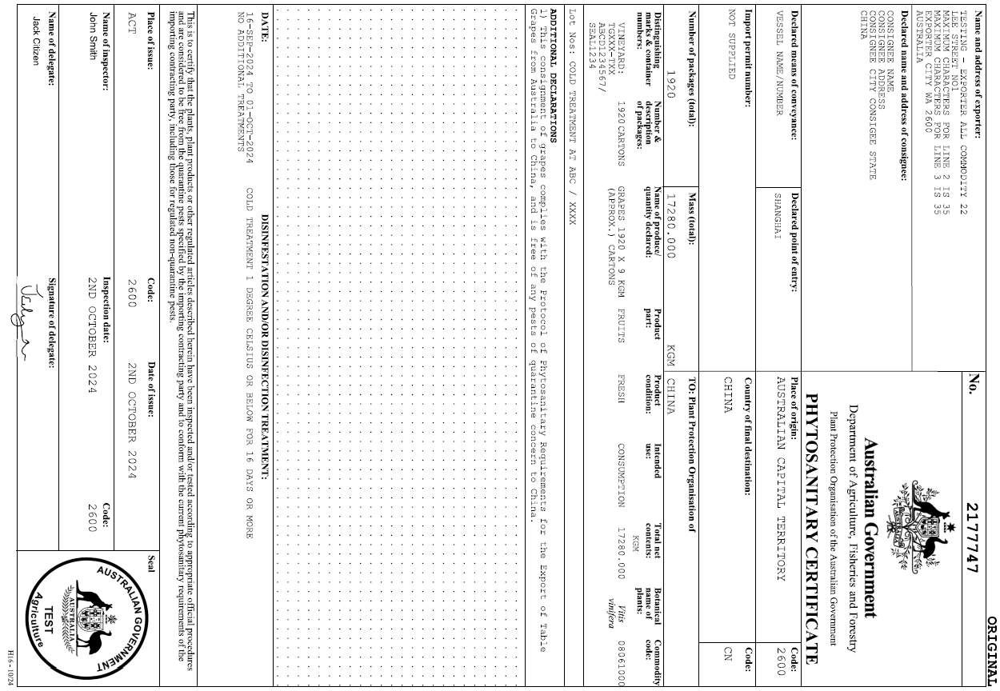 ORIGINAL
Name and address of exporter:
TESTING - EXPORTER ALL COMMODITY 22
LEE STREET NO1
MAXIMUM CHARACTERS FOR LINE 2 IS 35
MAXIMUM CHARACTERS FOR LINE 3 IS 35
EXPORTER CITY WA 2600
AUSTRALIA
No. 2177747
Declared name and address of consignee:
CONSIGNEE NAME
CONSIGNEE ADDRESS
CONSIGNEE CITY CONSIGEE STATE
CHINA
AUSTRALIA
Australian Government
Department of Agriculture, Fisheries and Forestry
Plant Protection Organisation of the Australian Government
PHYTOSANITARY CERTIFICATE
Declared means of conveyance:
VESSEL NAME/NUMBER
Declared point of entry:
SHANGHAI
Place of origin:
AUSTRALIAN CAPITAL TERRITORY
Code:
2600
Import permit number:
NOT SUPPLIED
Country of final destination:
CHINA
Code:
CN
Number of packages (total):
1920
Mass (total):
17280.000 KGM
TO: Plant Protection Organisation of
CHINA
Distinguishing marks & container numbers:
Number & description of packages:
Name of produce/ quantity declared:
Product part:
Product condition:
Intended use:
Total net contents:
Botanical name of plants:
Commodity code:
KGM
VINEYARD: 1920CARTONS GRAPES 1920 X 9 KGM FRUITS FRESH CONSUMPTION 17280.000 Vitis 08061000
TGXXX-TXX (APPROX.) CARTONS vinifera
ABCD1234567/
SEAL1234
Lot Nos: COLD TREATMENT AT ABC / XXXX
ADDITIONAL DECLARATIONS
1) This consignment of grapes complies with the Protocol of Phytosanitary Requirements for the Export of Table
Grapes from Australia to China, and is free of any pests of quarantine concern to China.
DISINFESTATION AND/OR DISINFECTION TREATMENT:
DATE:
16-SEP-2024 TO 01-OCT-2024 COLD TREATMENT 1 DEGREE CELSIUS OR BELOW FOR 16 DAYS OR MORE
NO ADDITIONAL TREATMENTS
This is to certify that the plants, plant products or other regulated articles described herein have been inspected and/or tested according to appropriate official procedures
and are considered to be free from the quarantine pests specified by the importing contracting party and to conform with the current phytosanitary requirements of the
importing contracting party, including those for regulated non-quarantine pests.
Place of issue:
ACT
Code:
2600
Date of issue:
2ND OCTOBER 2024
Seal
Name of inspector:
John Smith
Inspection date:
2ND OCTOBER 2024
Code:
2600
Name of delegate:
Jack Citizen
Signature of delegate:
AUSTRALIAN GOVERNMENT
AUSTRALIA
TEST
Agriculture
H16 - 10/24